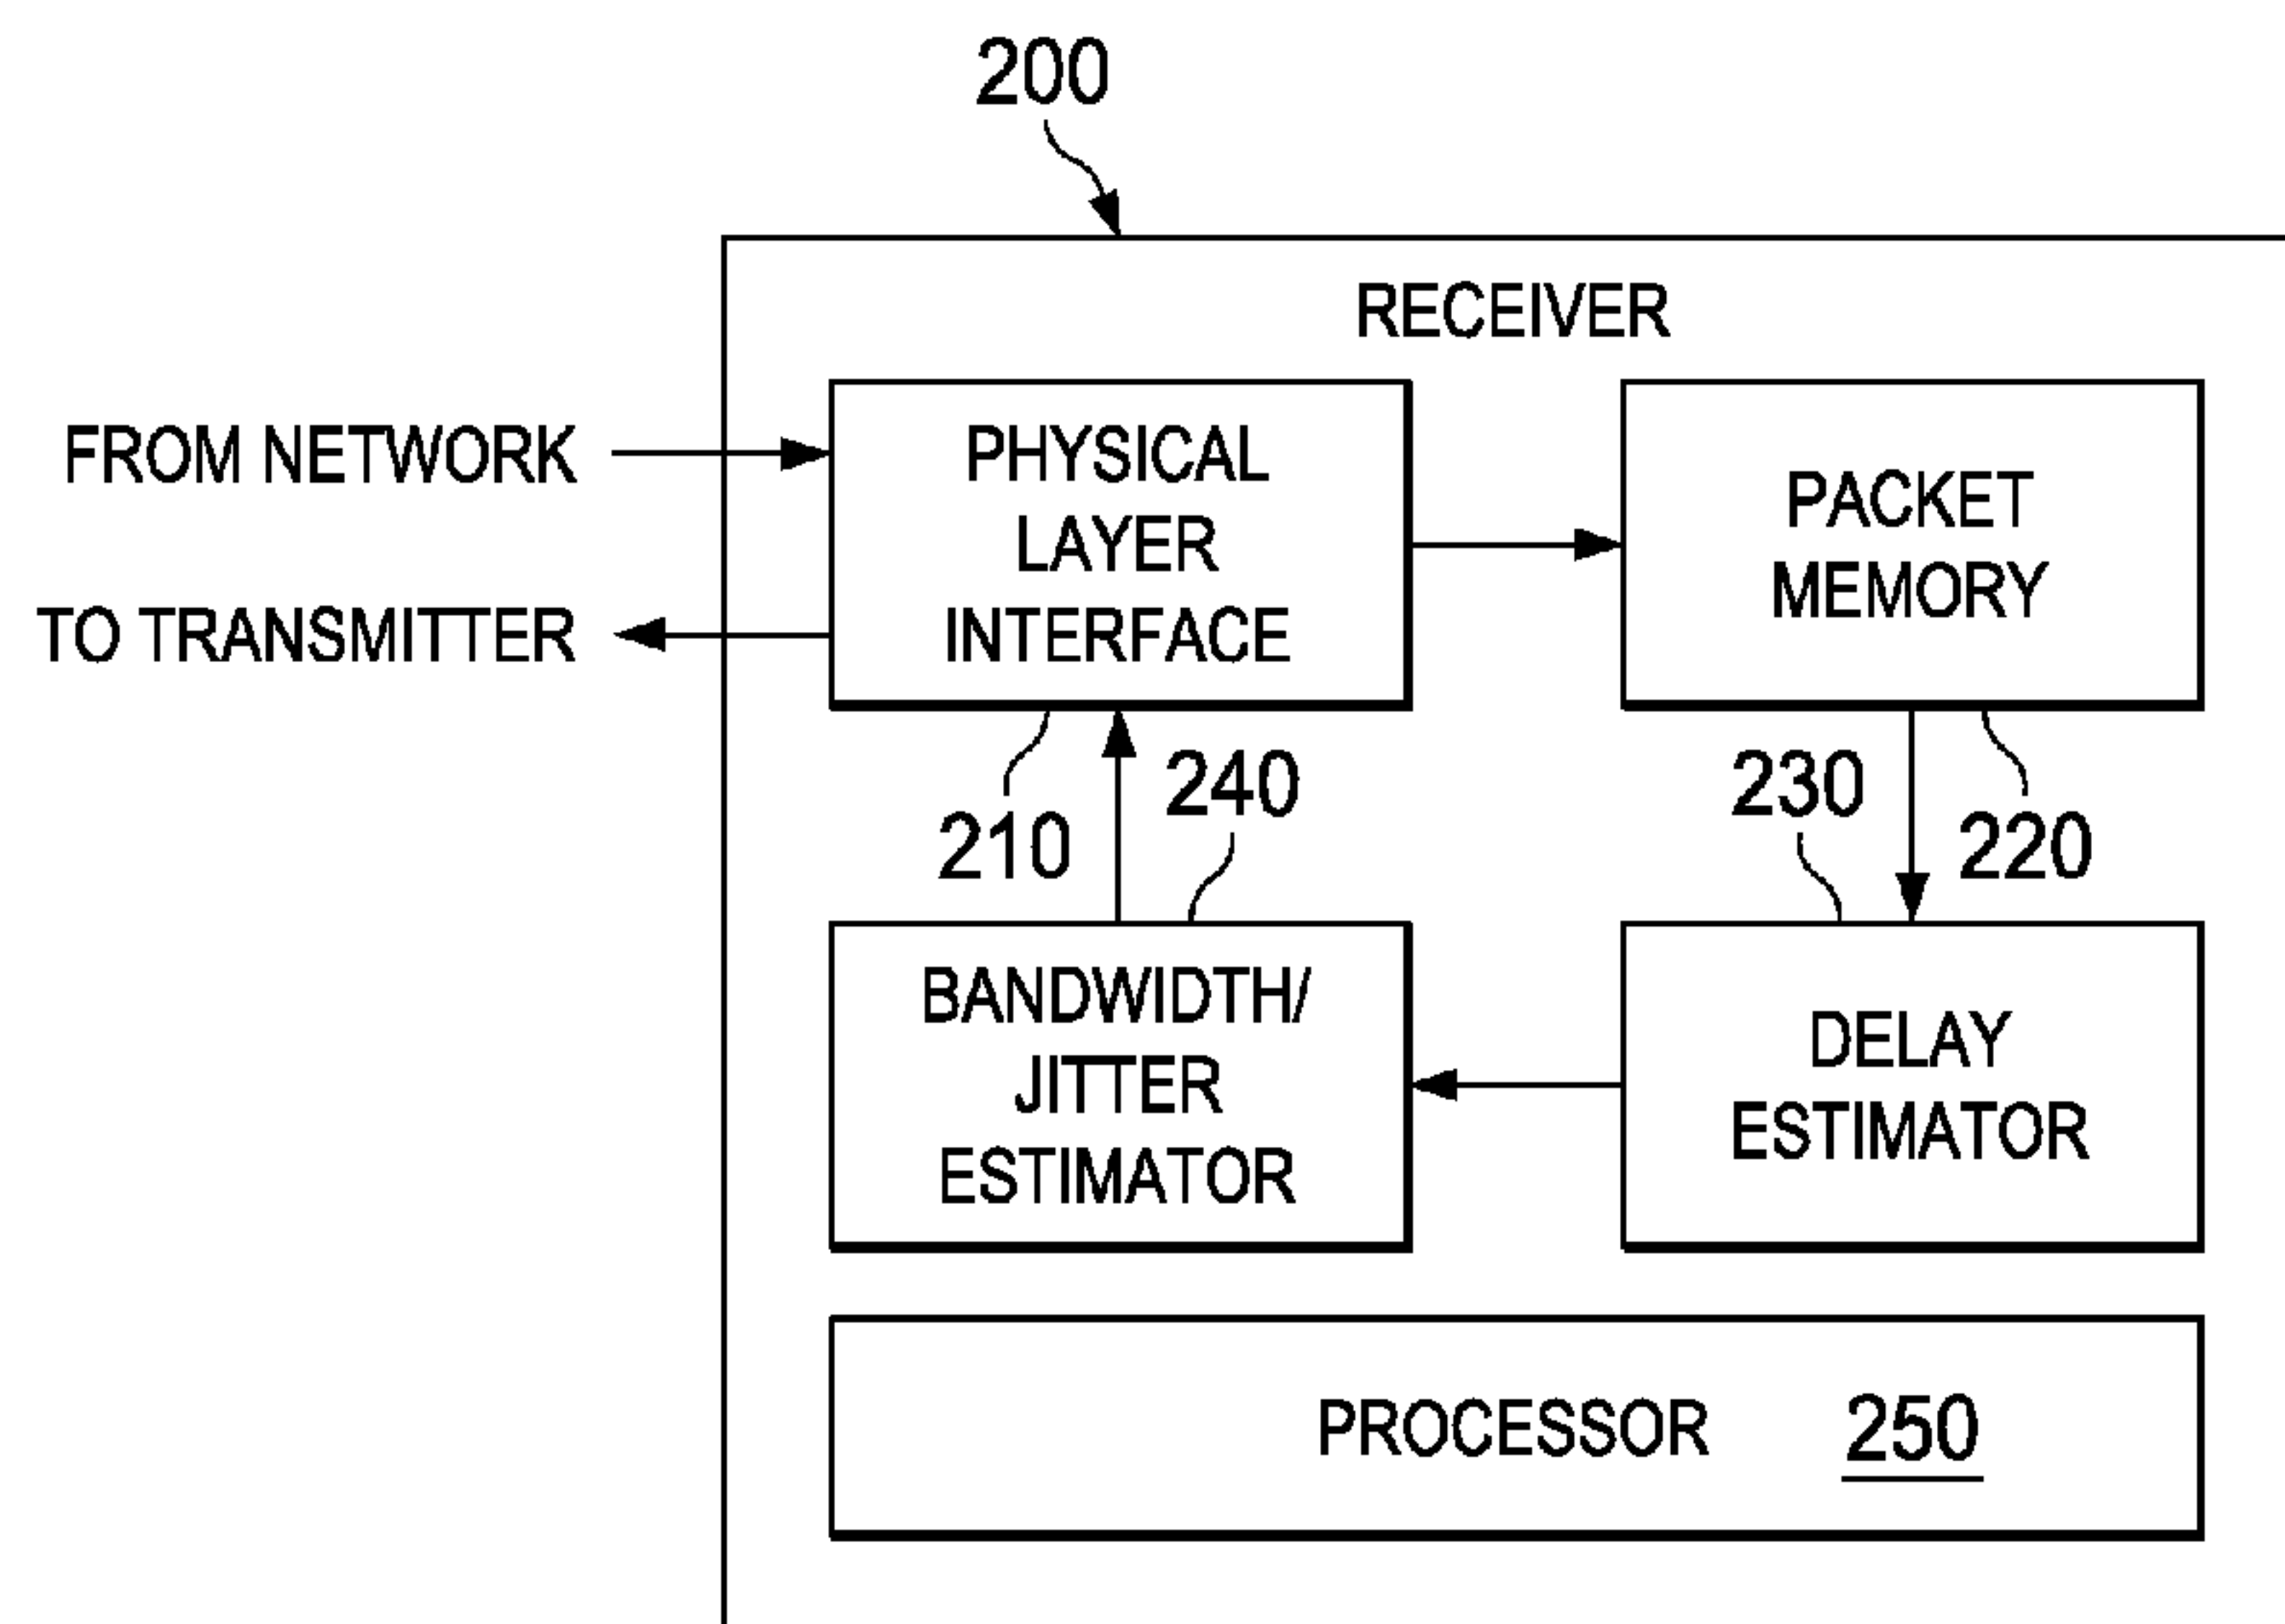 200
RECEIVER
FROM NETWORK
TO TRANSMITTER
PHYSICAL
LAYER
INTERFACE
PACKET
MEMORY
210
240
230
220
BANDWIDTH/
JITTER
ESTIMATOR
DELAY
ESTIMATOR
PROCESSOR 250